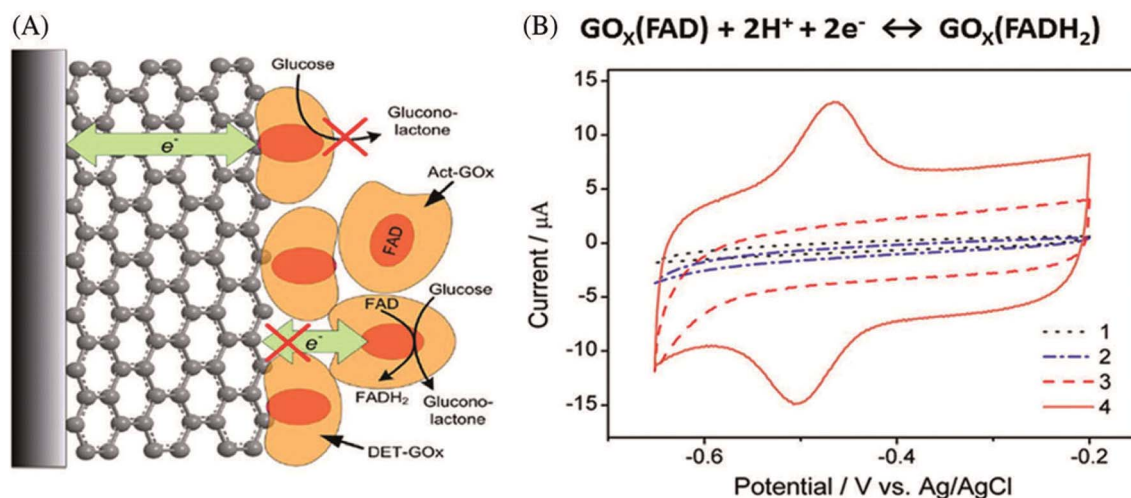 (A)
Glucose
Glucono-
lactone
e-
Act-GOx
FAD
Glucose
FAD
e-
FADH₂
Glucono-
lactone
DET-GOx
(B) GOₓ(FAD) + 2H⁺ + 2e⁻ ↔ GOₓ(FADH₂)
Current / μA
10
5
0
-5
-10
-15
1
2
3
4
-0.6
-0.4
-0.2
Potential / V vs. Ag/AgCl